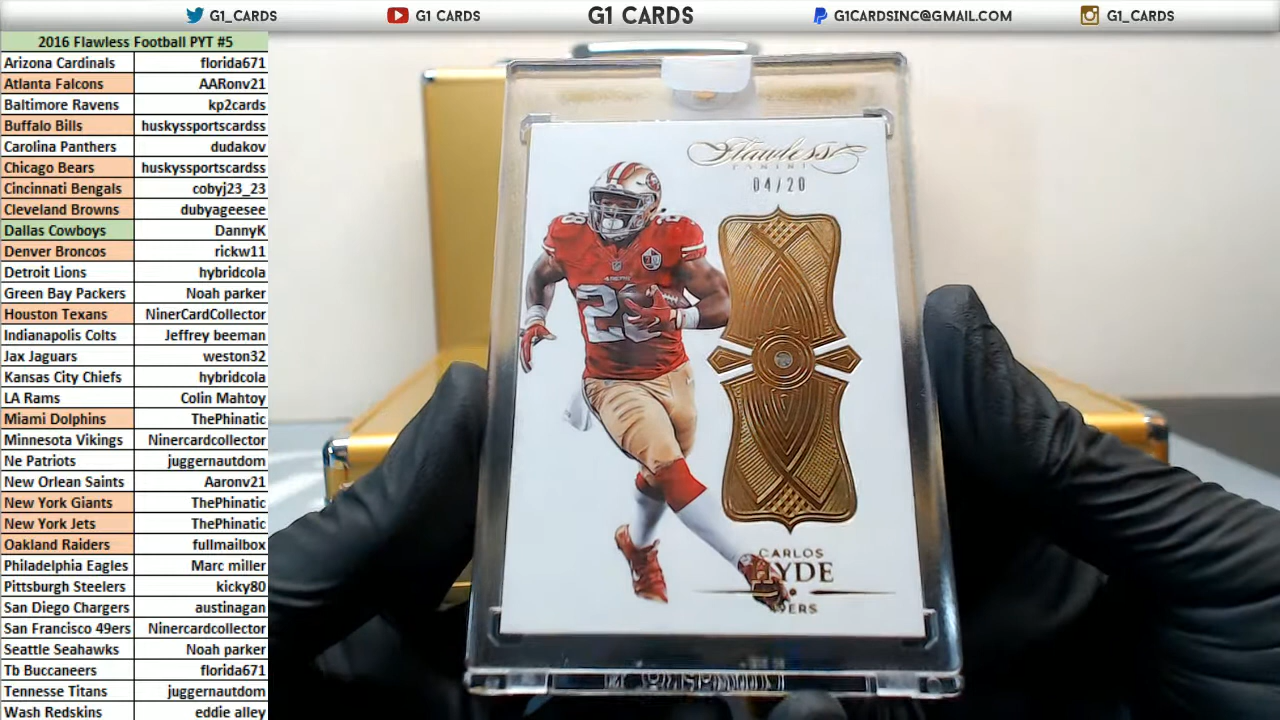 G1_CARDS G1 CARDS G1 CARDS G1CARDSINC@GMAIL.COM G1_CARDS
2016 Flawless Football PYT #5
Arizona Cardinals florida671
Atlanta Falcons AARonv21
Baltimore Ravens kp2cards
Buffalo Bills huskyssportscardss
Carolina Panthers dudakov
Chicago Bears huskyssportscardss
Cincinnati Bengals cobyj23_23
Cleveland Browns dubyageesee
Dallas Cowboys DannyK
Denver Broncos rickw11
Detroit Lions hybridcola
Green Bay Packers Noah parker
Houston Texans NinerCardCollector
Indianapolis Colts Jeffrey beeman
Jax Jaguars weston32
Kansas City Chiefs hybridcola
LA Rams Colin Mahtoy
Miami Dolphins ThePhinatic
Minnesota Vikings Ninercardcollector
Ne Patriots juggernautdom
New Orlean Saints Aaronv21
New York Giants ThePhinatic
New York Jets ThePhinatic
Oakland Raiders fullmailbox
Philadelphia Eagles Marc miller
Pittsburgh Steelers kicky80
San Diego Chargers austinagan
San Francisco 49ers Ninercardcollector
Seattle Seahawks Noah parker
Tb Buccaneers florida671
Tennesse Titans juggernautdom
Wash Redskins eddie alley
Flawless
PANINI
04/20
28
CARLOS
HYDE
49ERS